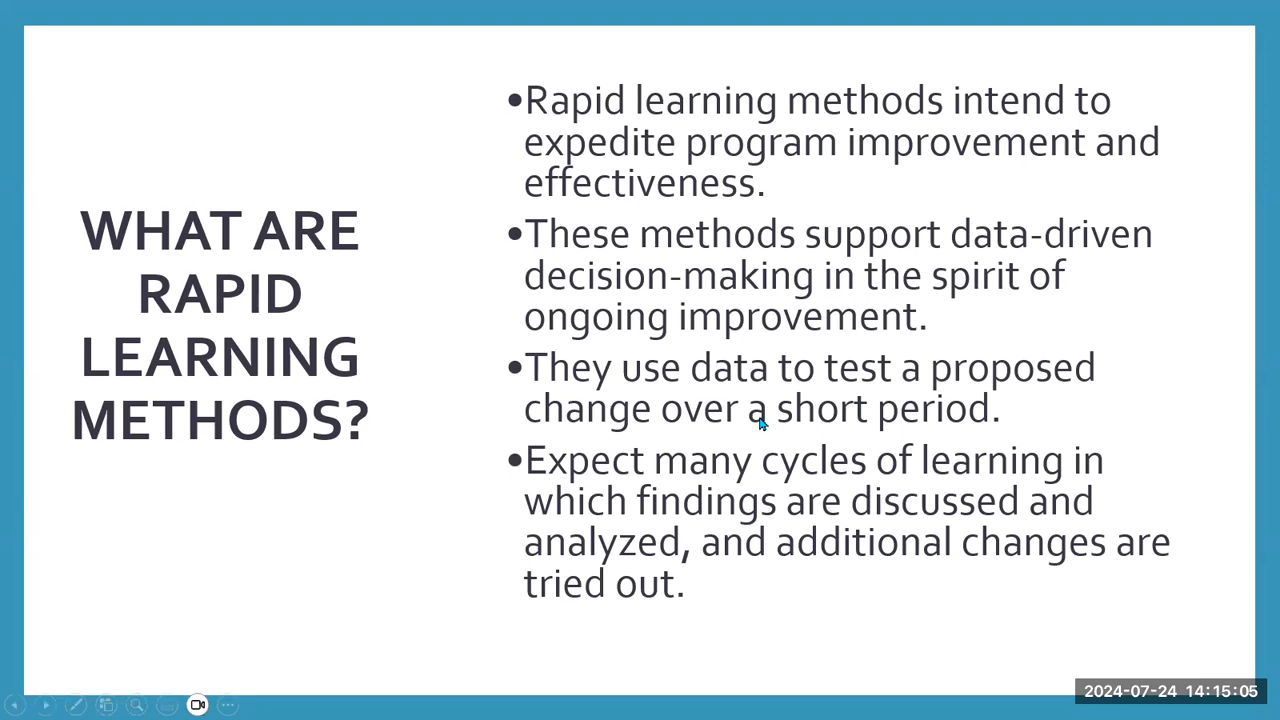 WHAT ARE
RAPID
LEARNING
METHODS?
•Rapid learning methods intend to
expedite program improvement and
effectiveness.
•These methods support data-driven
decision-making in the spirit of
ongoing improvement.
•They use data to test a proposed
change over a short period.
•Expect many cycles of learning in
which findings are discussed and
analyzed, and additional changes are
tried out.
2024-07-24 14:15:05